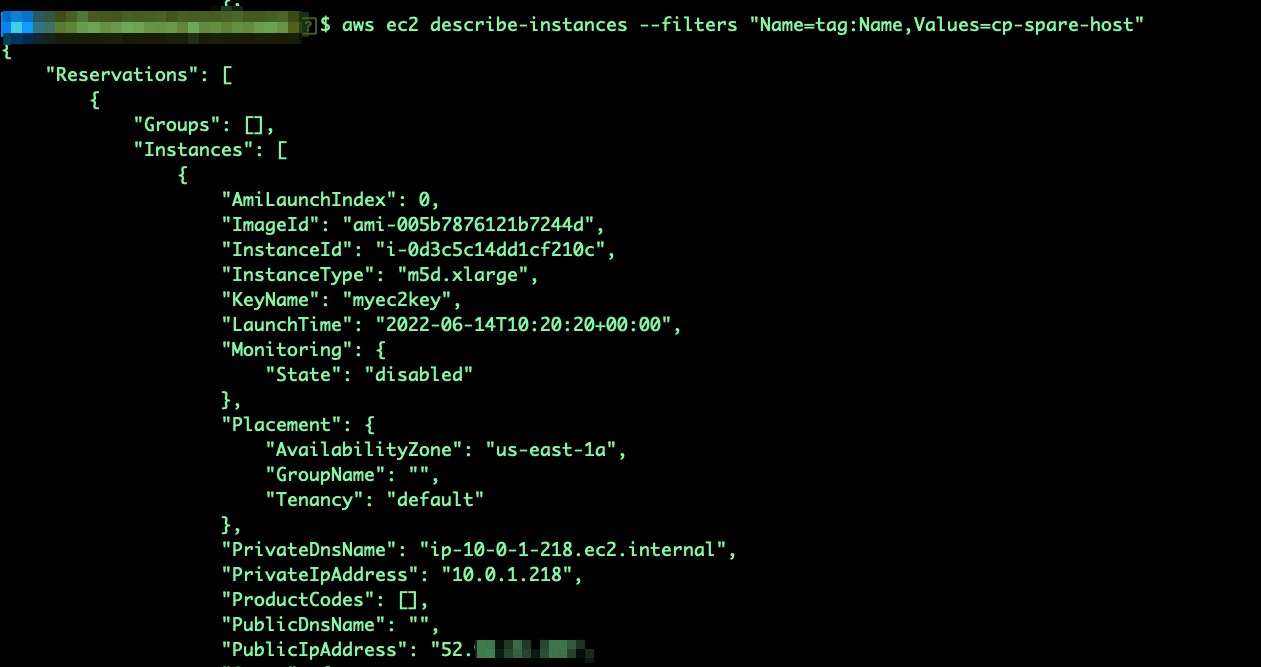 },
$ aws ec2 describe-instances --filters "Name=tag:Name,Values=cp-spare-host"
{
    "Reservations": [
        {
            "Groups": [],
            "Instances": [
                {
                    "AmiLaunchIndex": 0,
                    "ImageId": "ami-005b7876121b7244d",
                    "InstanceId": "i-0d3c5c14dd1cf210c",
                    "InstanceType": "m5d.xlarge",
                    "KeyName": "myec2key",
                    "LaunchTime": "2022-06-14T10:20:20+00:00",
                    "Monitoring": {
                        "State": "disabled"
                    },
                    "Placement": {
                        "AvailabilityZone": "us-east-1a",
                        "GroupName": "",
                        "Tenancy": "default"
                    },
                    "PrivateDnsName": "ip-10-0-1-218.ec2.internal",
                    "PrivateIpAddress": "10.0.1.218",
                    "ProductCodes": [],
                    "PublicDnsName": "",
                    "PublicIpAddress": "52.